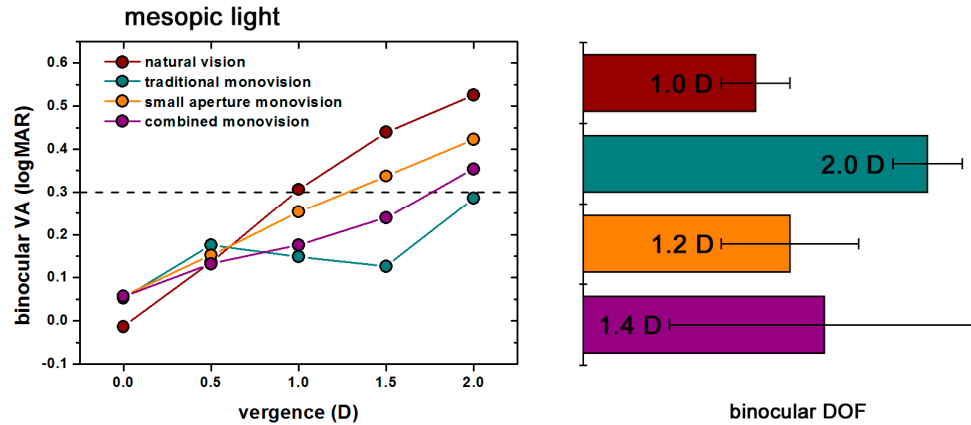 mesopic light
binocular VA (logMAR)
0.6
0.5
0.4
0.3
0.2
0.1
0.0
-0.1
natural vision
traditional monovision
small aperture monovision
combined monovision
0.0 0.5 1.0 1.5 2.0
vergence (D)
1.0 D
2.0 D
1.2 D
1.4 D
binocular DOF